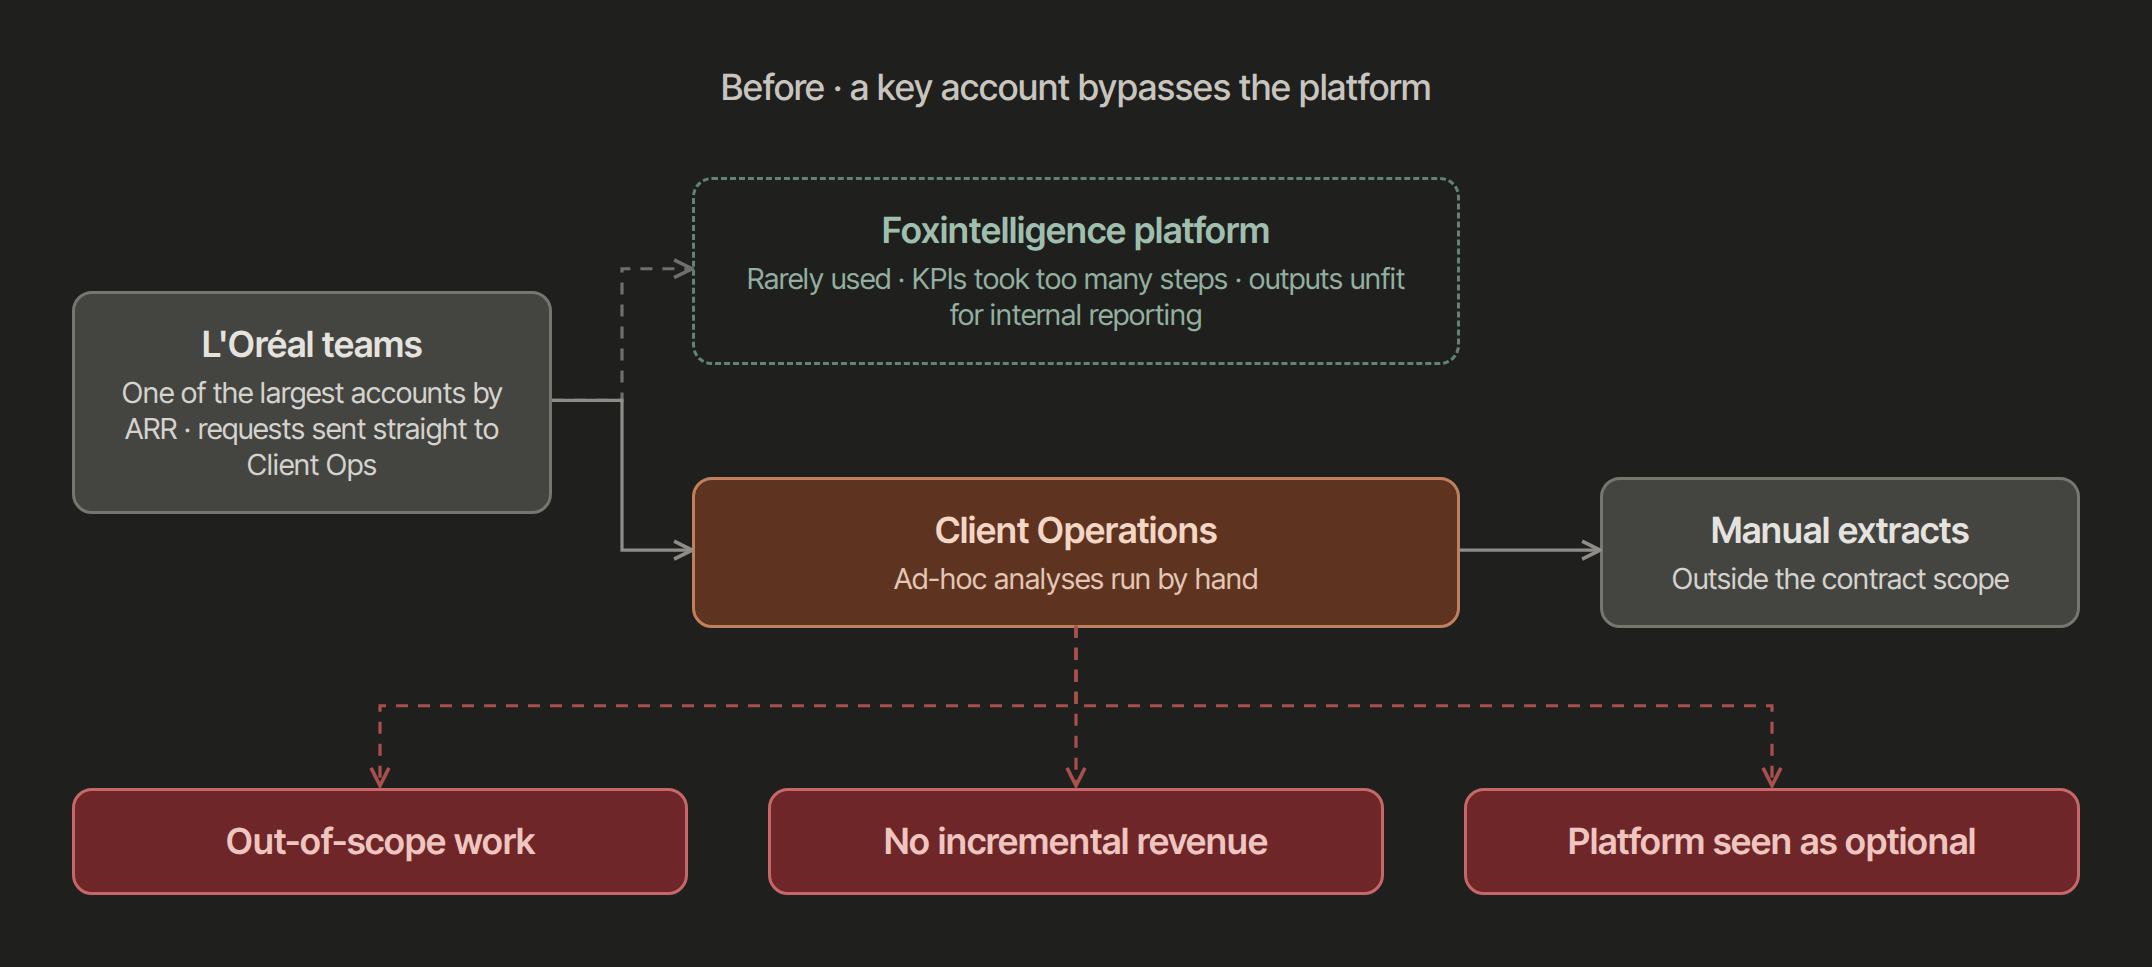 Before · a key account bypasses the platform
Foxintelligence platform
Rarely used · KPIs took too many steps · outputs unfit
for internal reporting
L'Oréal teams
One of the largest accounts by
ARR · requests sent straight to
Client Ops
Client Operations
Ad-hoc analyses run by hand
Manual extracts
Outside the contract scope
Out-of-scope work
No incremental revenue
Platform seen as optional